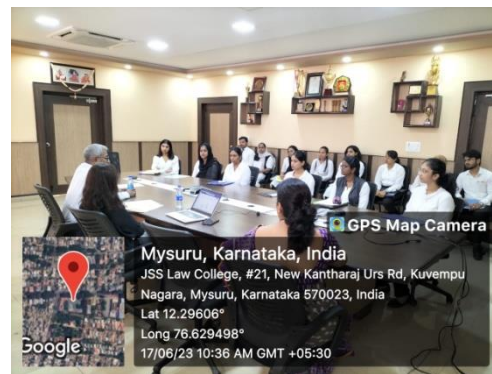 GPS Map Camera
Mysuru, Karnataka, India
JSS Law College, #21, New Kantharaj Urs Rd, Kuvempu
Nagara, Mysuru, Karnataka 570023, India
Lat 12.29606°
Long 76.629498°
17/06/23 10:36 AM GMT +05:30
Google